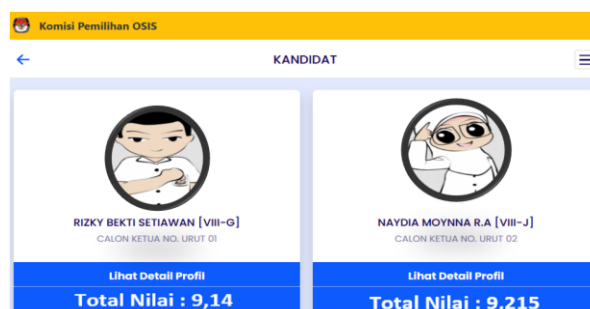 Komisi Pemilihan OSIS
KANDIDAT
RIZKY BEKTI SETIAWAN [VIII-G]
CALON KETUA NO. URUT 01
Lihat Detail Profil
Total Nilai : 9,14
NAYDIA MOYNNA R.A [VIII-J]
CALON KETUA NO. URUT 02
Lihat Detail Profil
Total Nilai : 9,215